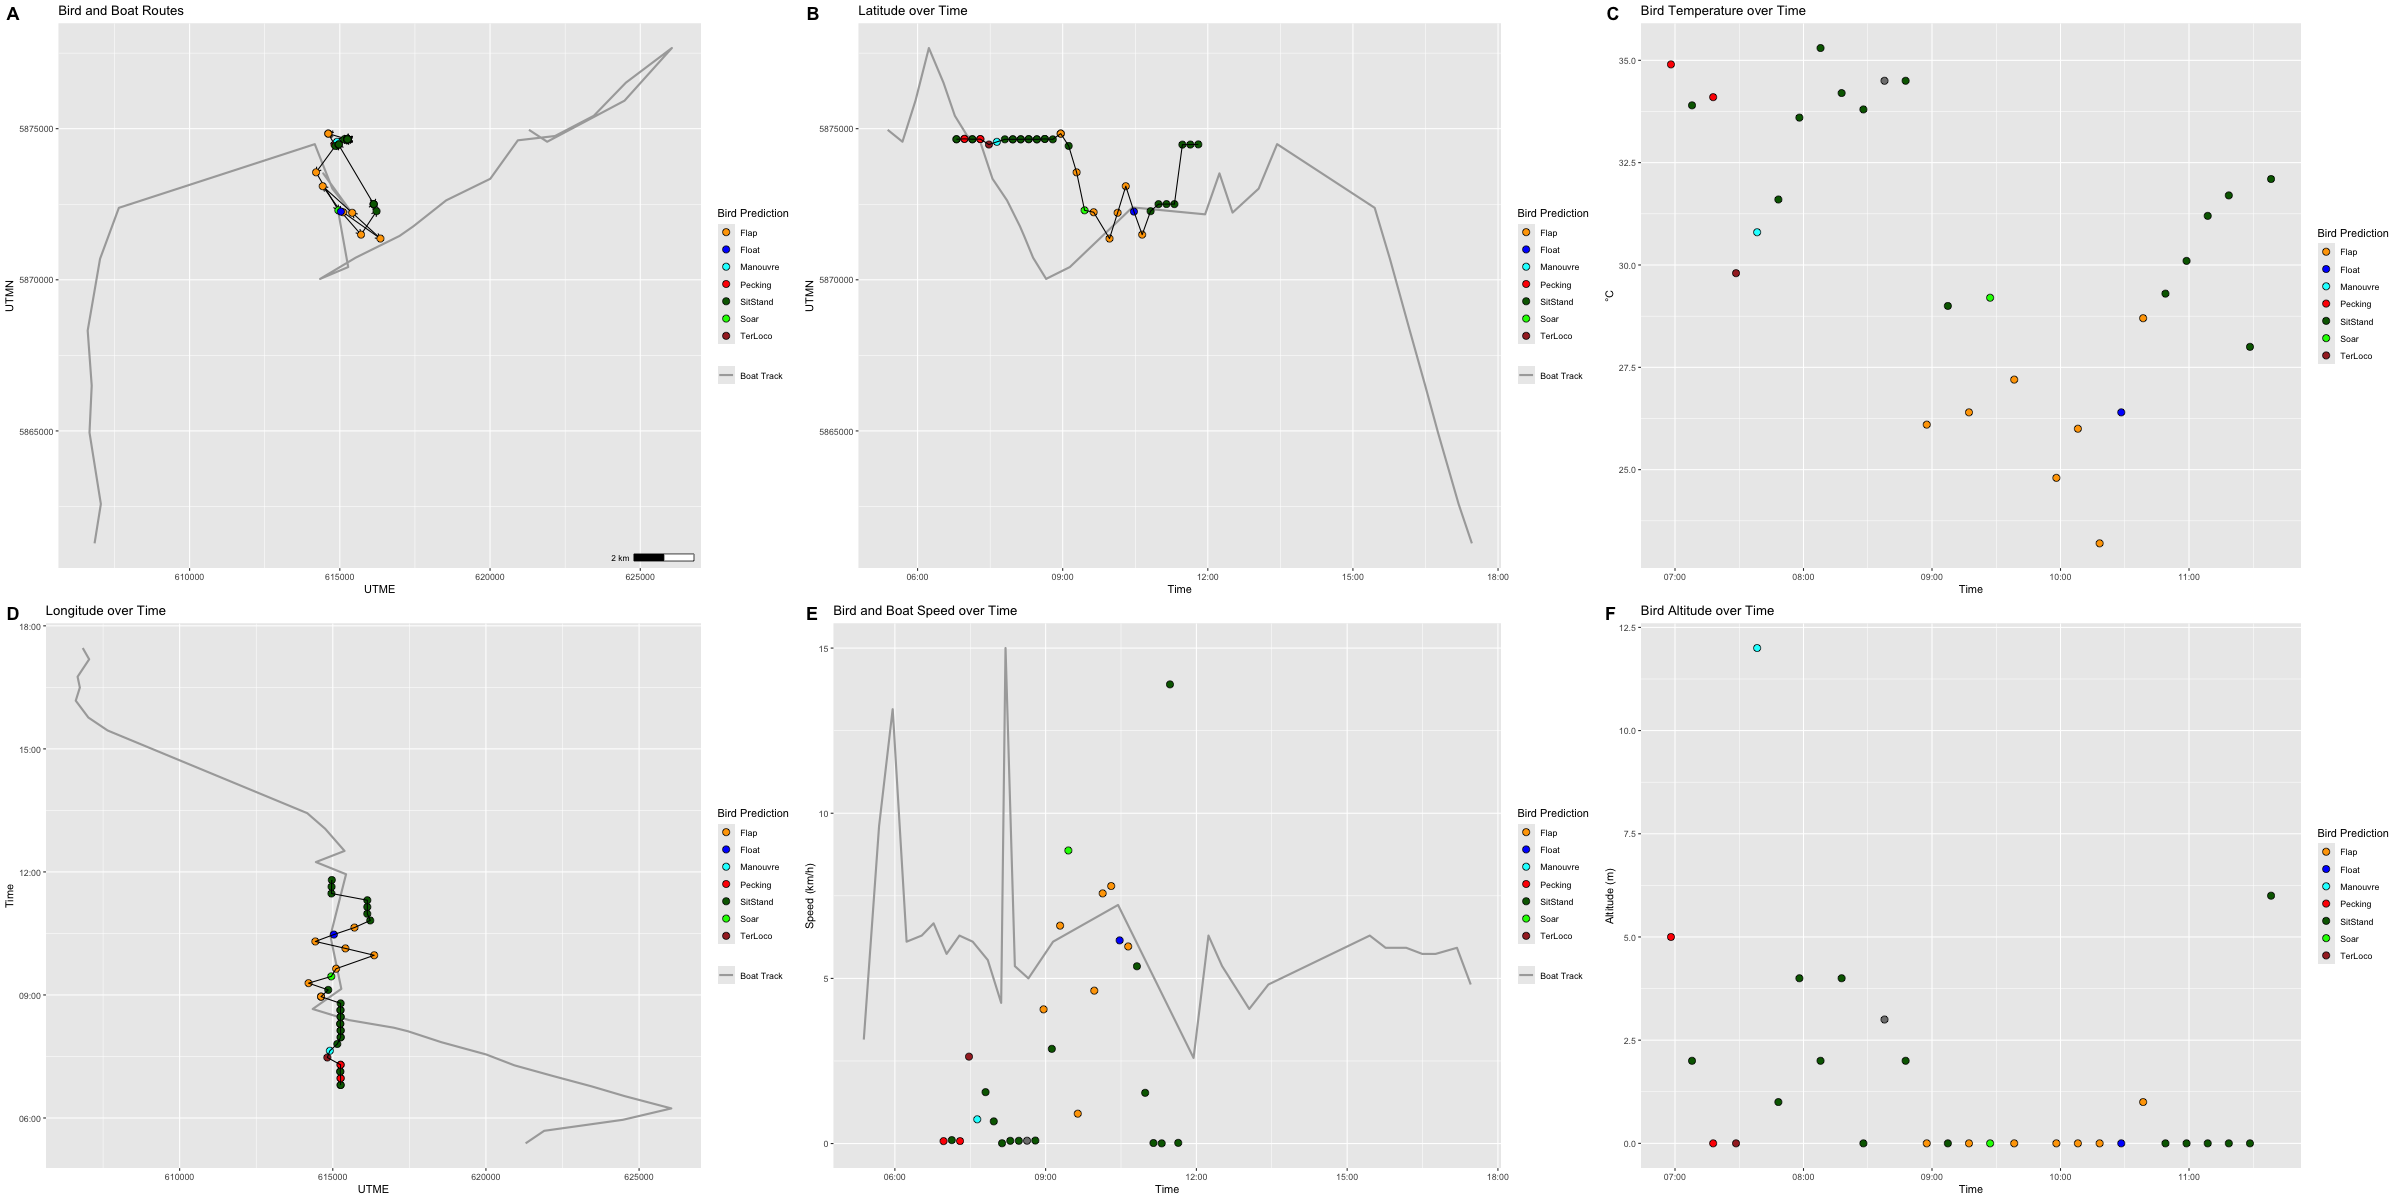 A Bird and Boat Routes
5875000
5870000
5865000
UTMN
610000 615000 620000 625000
UTME
2 km
Bird Prediction
Flap
Float
Manouvre
Pecking
SitStand
Soar
TerLoco
Boat Track
B Latitude over Time
5875000
5870000
5865000
UTMN
06:00 09:00 12:00 15:00 18:00
Time
Bird Prediction
Flap
Float
Manouvre
Pecking
SitStand
Soar
TerLoco
Boat Track
C Bird Temperature over Time
35.0
32.5
30.0
27.5
25.0
°C
07:00 08:00 09:00 10:00 11:00
Time
Bird Prediction
Flap
Float
Manouvre
Pecking
SitStand
Soar
TerLoco
D Longitude over Time
18:00
15:00
12:00
09:00
06:00
Time
610000 615000 620000 625000
UTME
Bird Prediction
Flap
Float
Manouvre
Pecking
SitStand
Soar
TerLoco
Boat Track
E Bird and Boat Speed over Time
15
10
5
0
Speed (km/h)
06:00 09:00 12:00 15:00 18:00
Time
Bird Prediction
Flap
Float
Manouvre
Pecking
SitStand
Soar
TerLoco
Boat Track
F Bird Altitude over Time
12.5
10.0
7.5
5.0
2.5
0.0
Altitude (m)
07:00 08:00 09:00 10:00 11:00
Time
Bird Prediction
Flap
Float
Manouvre
Pecking
SitStand
Soar
TerLoco